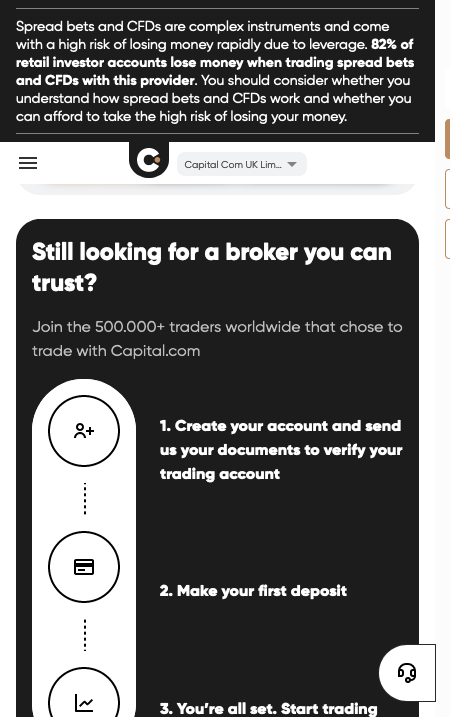 Spread bets and CFDs are complex instruments and come
with a high risk of losing money rapidly due to leverage. 82% of
retail investor accounts lose money when trading spread bets
and CFDs with this provider. You should consider whether you
understand how spread bets and CFDs work and whether you
can afford to take the high risk of losing your money.
Capital Com UK Lim...
Still looking for a broker you can
trust?
Join the 500.000+ traders worldwide that chose to
trade with Capital.com
1. Create your account and send
us your documents to verify your
trading account
2. Make your first deposit
3. You're all set. Start trading